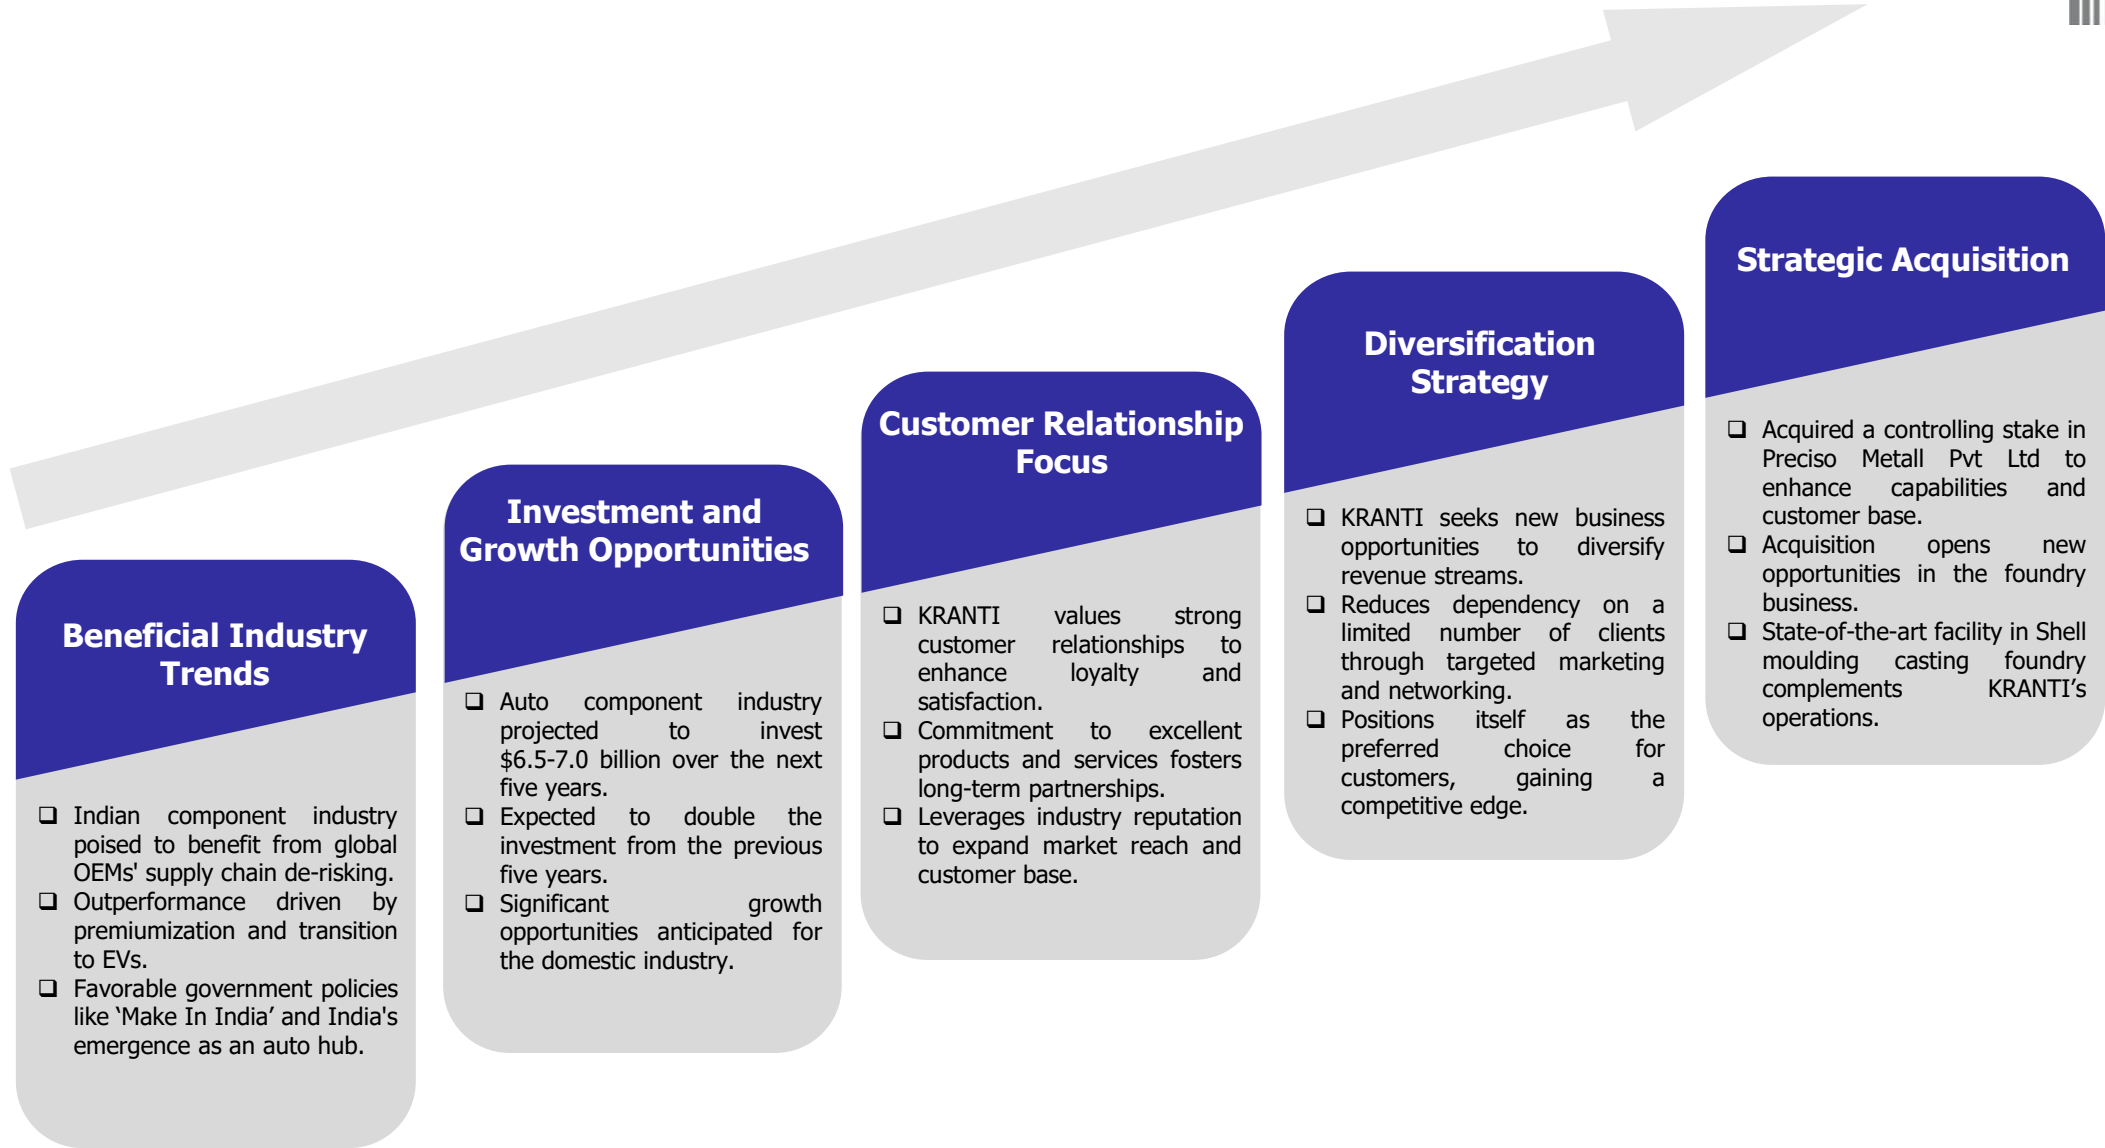 Beneficial Industry
Trends
❑ Indian component industry
poised to benefit from global
OEMs' supply chain de-risking.
❑ Outperformance driven by
premiumization and transition
to EVs.
❑ Favorable government policies
like ‘Make In India’ and India's
emergence as an auto hub.
Investment and
Growth Opportunities
❑ Auto component industry
projected to invest
$6.5-7.0 billion over the next
five years.
❑ Expected to double the
investment from the previous
five years.
❑ Significant growth
opportunities anticipated for
the domestic industry.
Customer Relationship
Focus
❑ KRANTI values strong
customer relationships to
enhance loyalty and
satisfaction.
❑ Commitment to excellent
products and services fosters
long-term partnerships.
❑ Leverages industry reputation
to expand market reach and
customer base.
Diversification
Strategy
❑ KRANTI seeks new business
opportunities to diversify
revenue streams.
❑ Reduces dependency on a
limited number of clients
through targeted marketing
and networking.
❑ Positions itself as the
preferred choice for
customers, gaining a
competitive edge.
Strategic Acquisition
❑ Acquired a controlling stake in
Preciso Metall Pvt Ltd to
enhance capabilities and
customer base.
❑ Acquisition opens new
opportunities in the foundry
business.
❑ State-of-the-art facility in Shell
moulding casting foundry
complements KRANTI’s
operations.